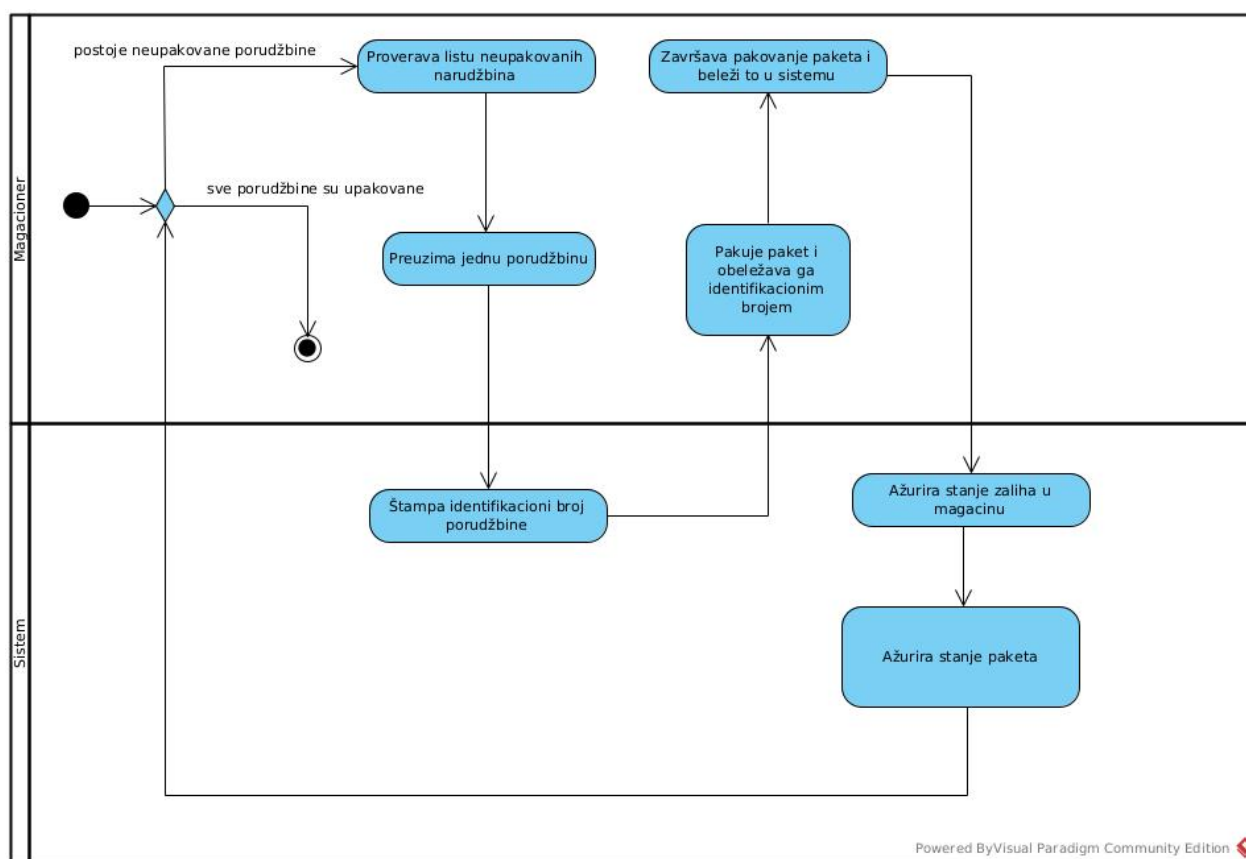 postoje neupakovane porudžbine
Proverava listu neupakovanih
narudžbina
Završava pakovanje paketa i
beleži to u sistemu
sve porudžbine su upakovane
Magacioner
Preuzima jednu porudžbinu
Pakuje paket i
obeležava ga
identifikacionim
brojem
Štampa identifikacioni broj
porudžbine
Ažurira stanje zaliha u
magacinu
Sistem
Ažurira stanje paketa
Powered ByVisual Paradigm Community Edition